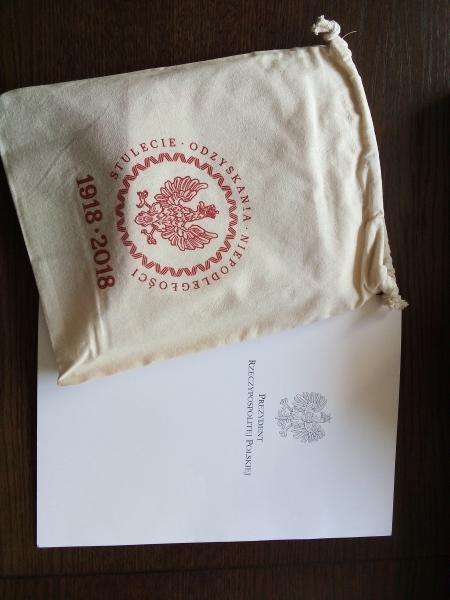 STULECIE · ODZYSKANIA · NIEPODLEGŁOŚCI
1918 · 2018
PREZYDENT
RZECZYPOSPOLITEJ POLSKIEJ